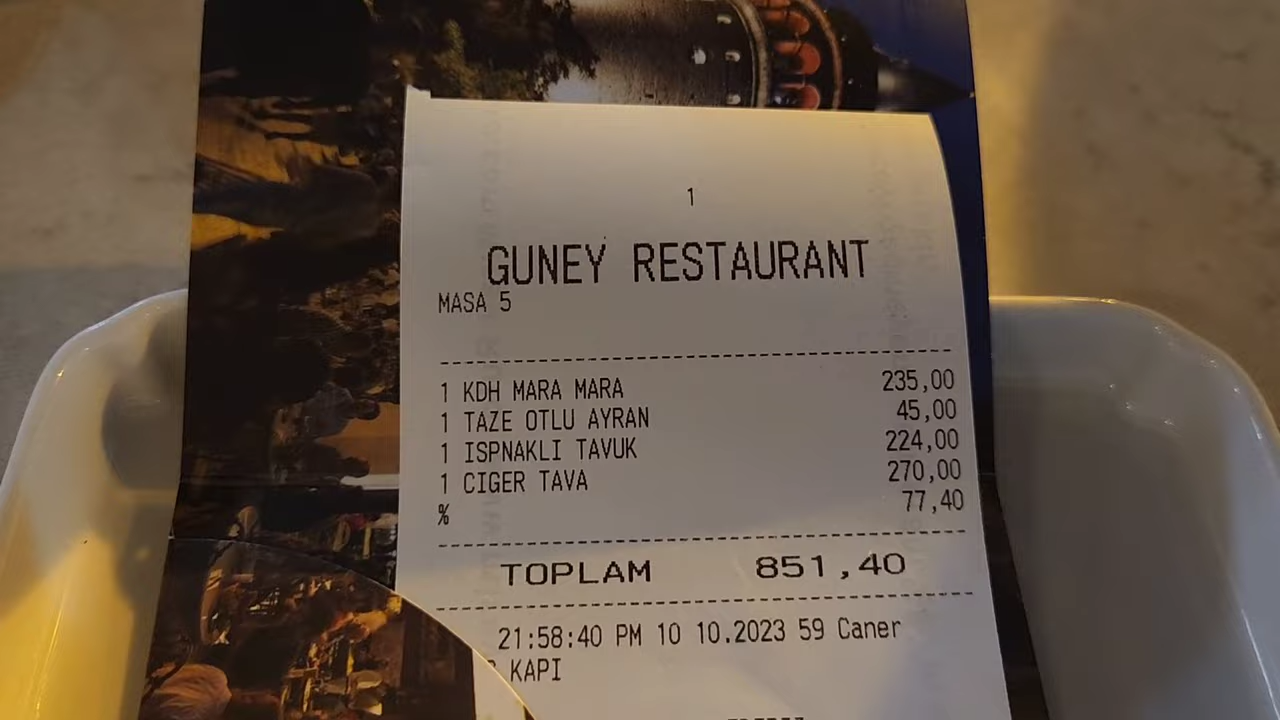 1
GUNEY RESTAURANT
MASA 5
1 KDH MARA MARA 235,00
1 TAZE OTLU AYRAN 45,00
1 ISPNAKLI TAVUK 224,00
1 CIGER TAVA 270,00
% 77,40
TOPLAM 851,40
21:58:40 PM 10 10.2023 59 Caner
KAPI